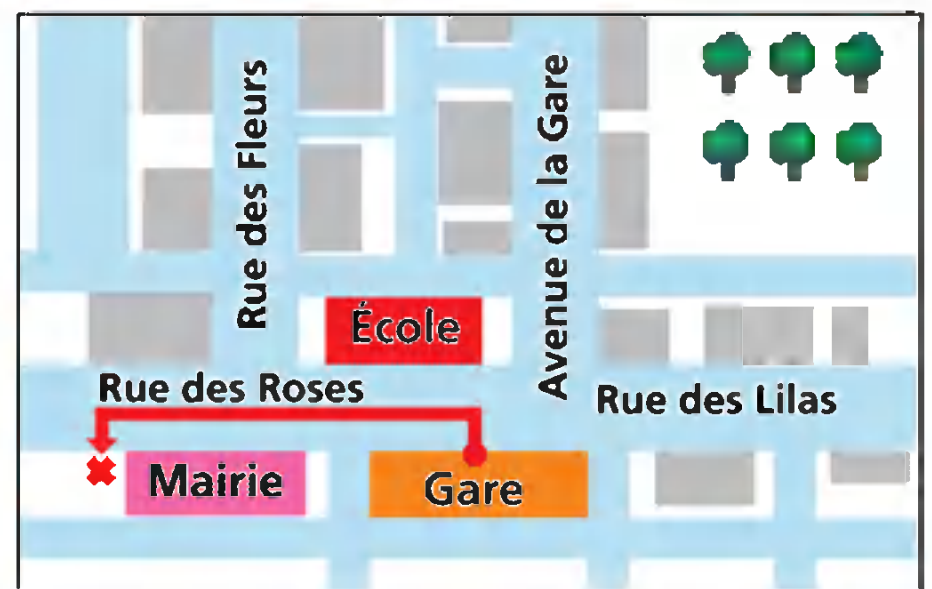 Rue des Fleurs
Avenue de la Gare
École
Rue des Roses
Rue des Lilas
Mairie
Gare